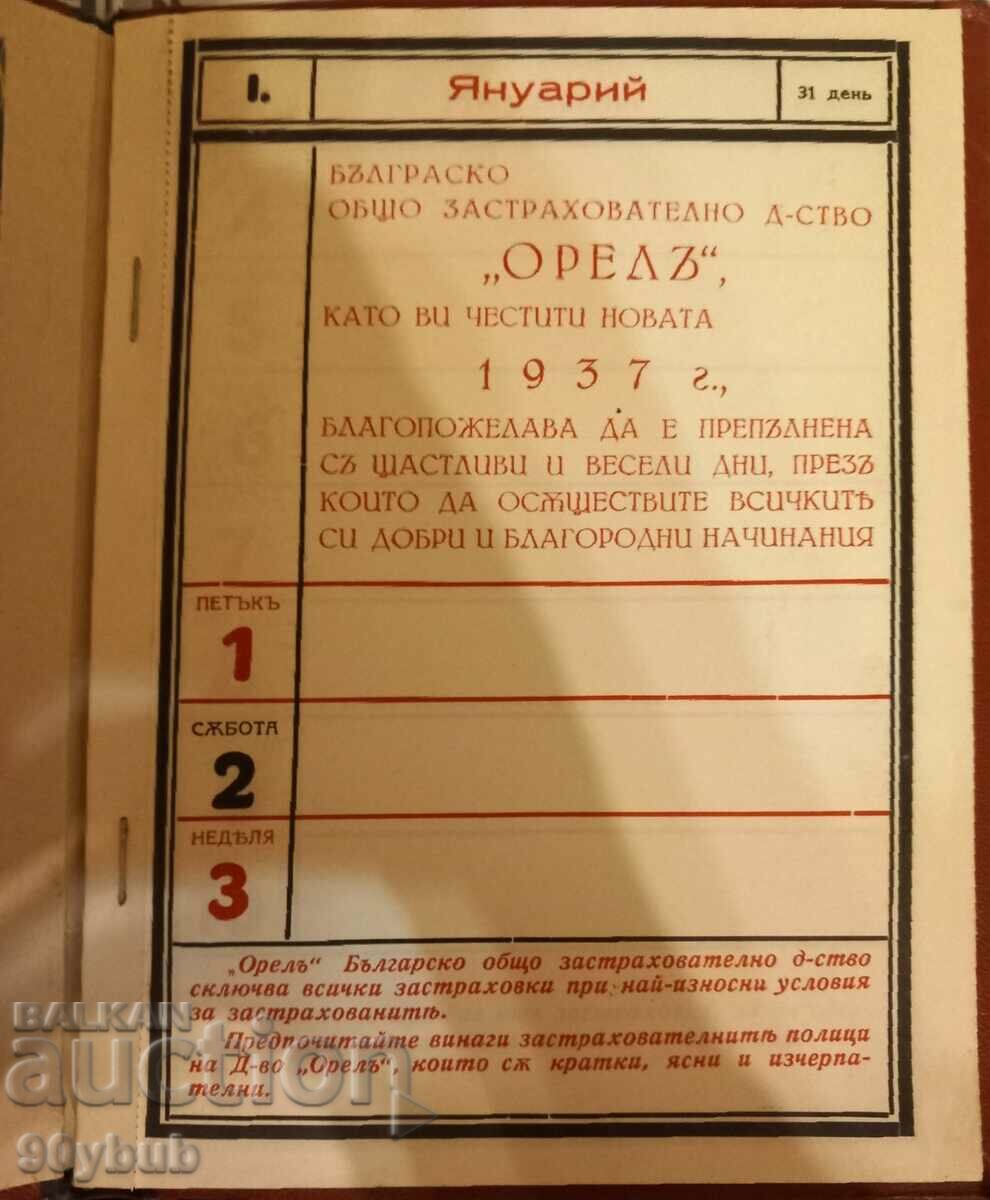 I.
Януарий
31 день
БЪЛГРАСКО
ОБЩО ЗАСТРАХОВАТЕЛНО Д-СТВО
„ОРЕЛЪ“,
КАТО ВИ ЧЕСТИТИ НОВАТА
1937 г.,
БЛАГОПОЖЕЛАВА ДА Е ПРЕПЪЛНЕНА
СЪ ЩАСТЛИВИ И ВЕСЕЛИ ДНИ, ПРЕЗЪ
КОИТО ДА ОСѪЩЕСТВИТЕ ВСИЧКИТѢ
СИ ДОБРИ И БЛАГОРОДНИ НАЧИНАНИЯ
ПЕТЪКЪ
1
СѪБОТА
2
НЕДѢЛЯ
3
„Орелъ“ Българско общо застрахователно д-ство
сключва всички застраховки при най-износни условия
за застрахованитѣ.
Предпочитайте винаги застрахователнитѣ полици
на Д-во „Орелъ“, които сѫ кратки, ясни и изчерпа-
телни.
BALKAN
auction
90ybub